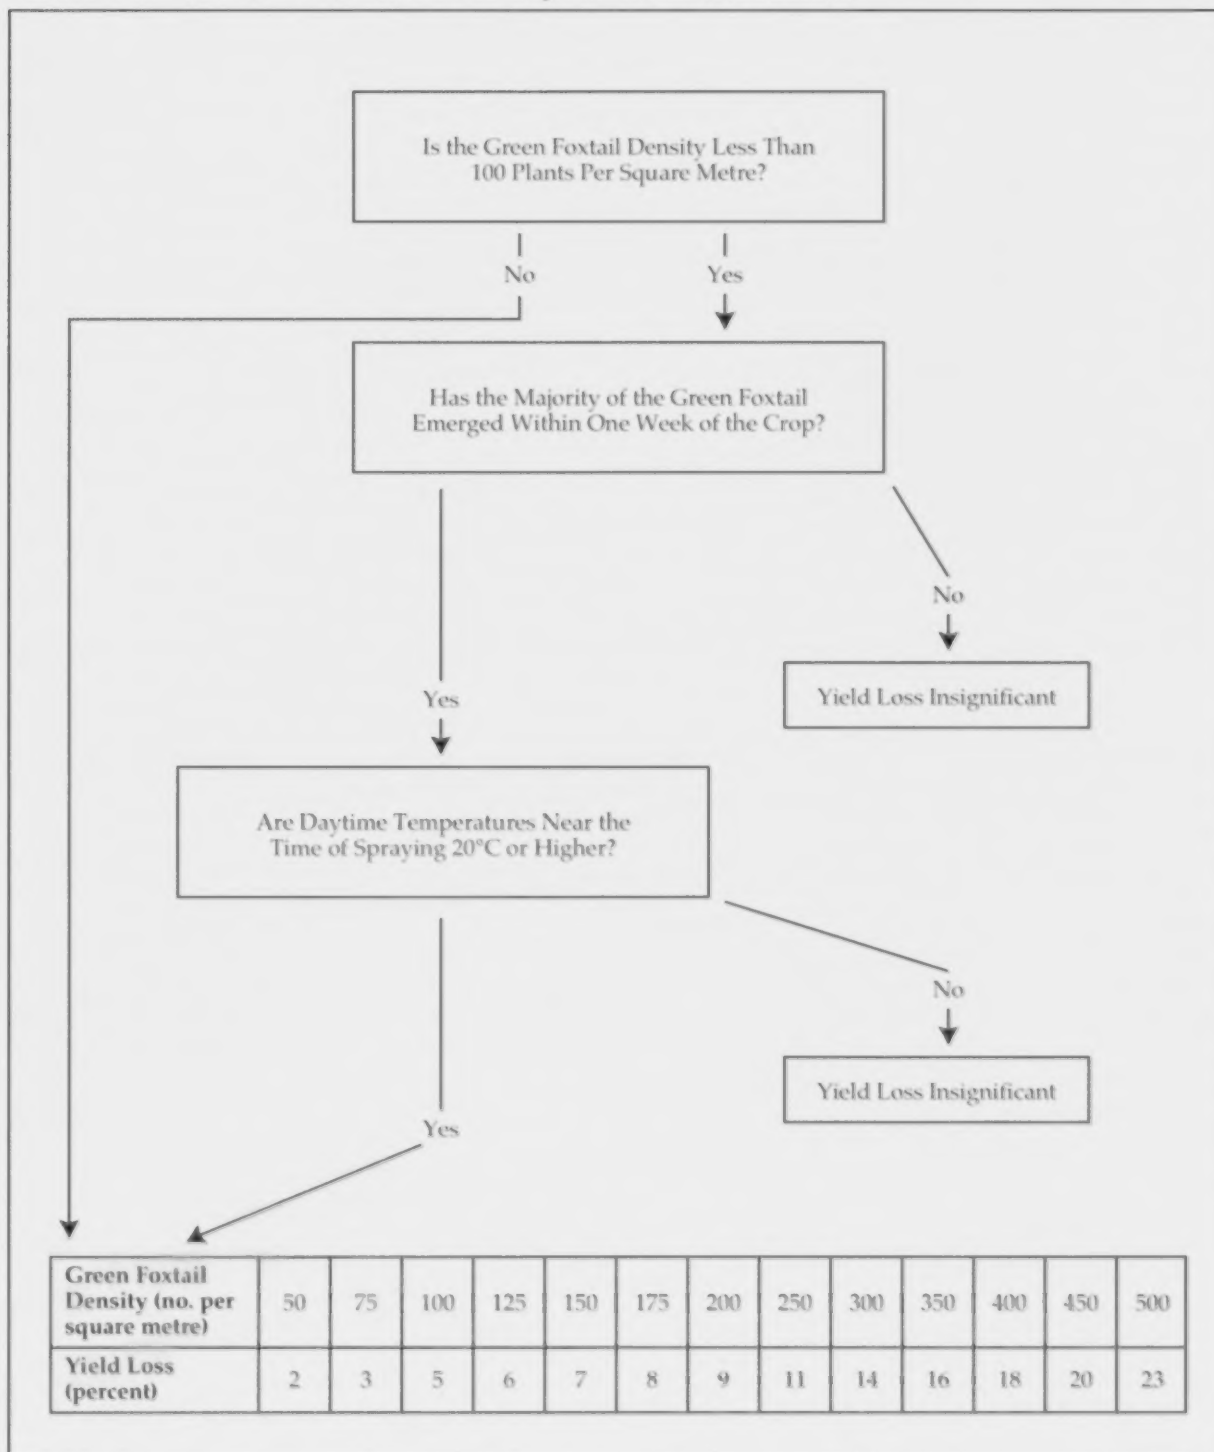 Is the Green Foxtail Density Less Than
100 Plants Per Square Metre?
No
Yes
Has the Majority of the Green Foxtail
Emerged Within One Week of the Crop?
No
Yield Loss Insignificant
Yes
Are Daytime Temperatures Near the
Time of Spraying 20°C or Higher?
No
Yield Loss Insignificant
Yes
Green Foxtail
Density (no. per
square metre)
50 75 100 125 150 175 200 250 300 350 400 450 500
Yield Loss
(percent)
2 3 5 6 7 8 9 11 14 16 18 20 23